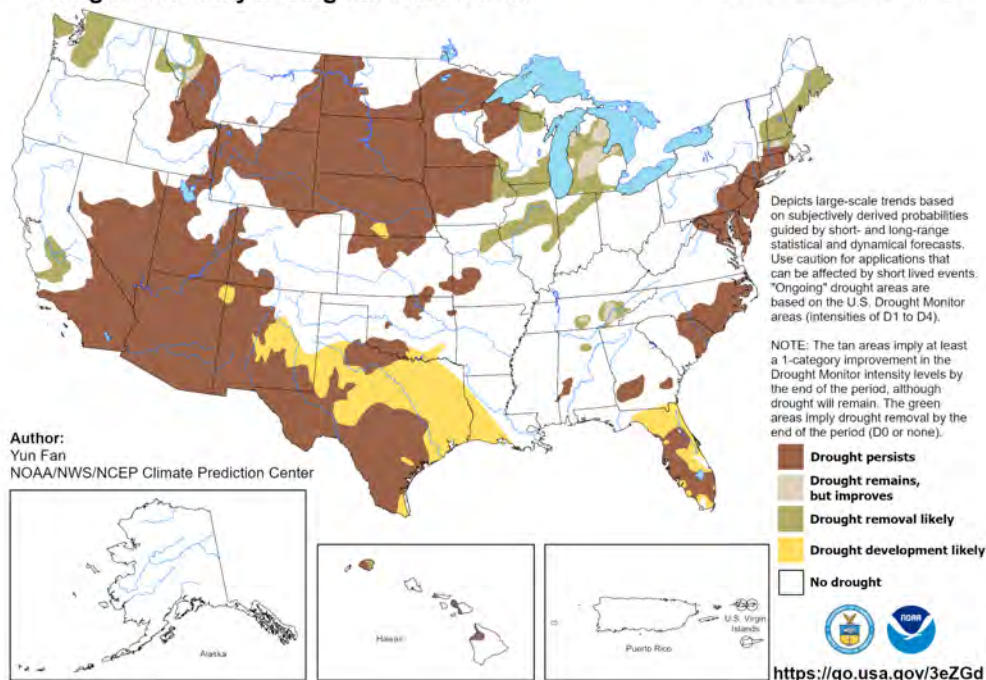 Depicts large-scale trends based
on subjectively derived probabilities
guided by short- and long-range
statistical and dynamical forecasts.
Use caution for applications that
can be affected by short lived events.
"Ongoing" drought areas are
based on the U.S. Drought Monitor
areas (intensities of D1 to D4).
NOTE: The tan areas imply at least
a 1-category improvement in the
Drought Monitor intensity levels by
the end of the period, although
drought will remain. The green
areas imply drought removal by the
end of the period (D0 or none).
Author:
Yun Fan
NOAA/NWS/NCEP Climate Prediction Center
Drought persists
Drought remains,
but improves
Drought removal likely
Drought development likely
No drought
Alaska
Hawaii
Puerto Rico
U.S. Virgin
Islands
NOAA
https://go.usa.gov/3eZGd